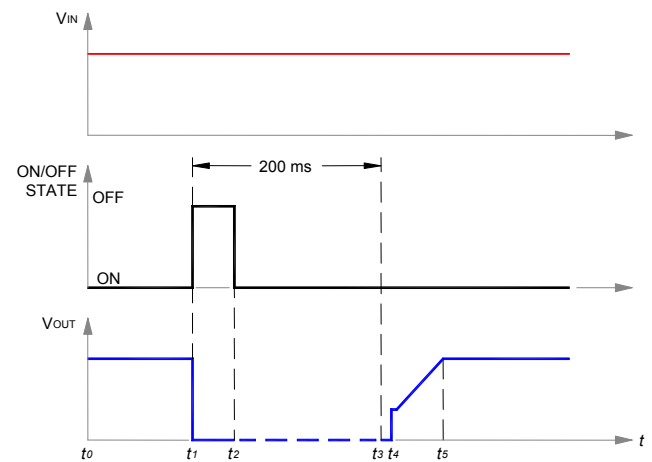 VIN
ON/OFF
STATE
OFF
200 ms
ON
VOUT
t
t0 t1 t2 t3 t4 t5